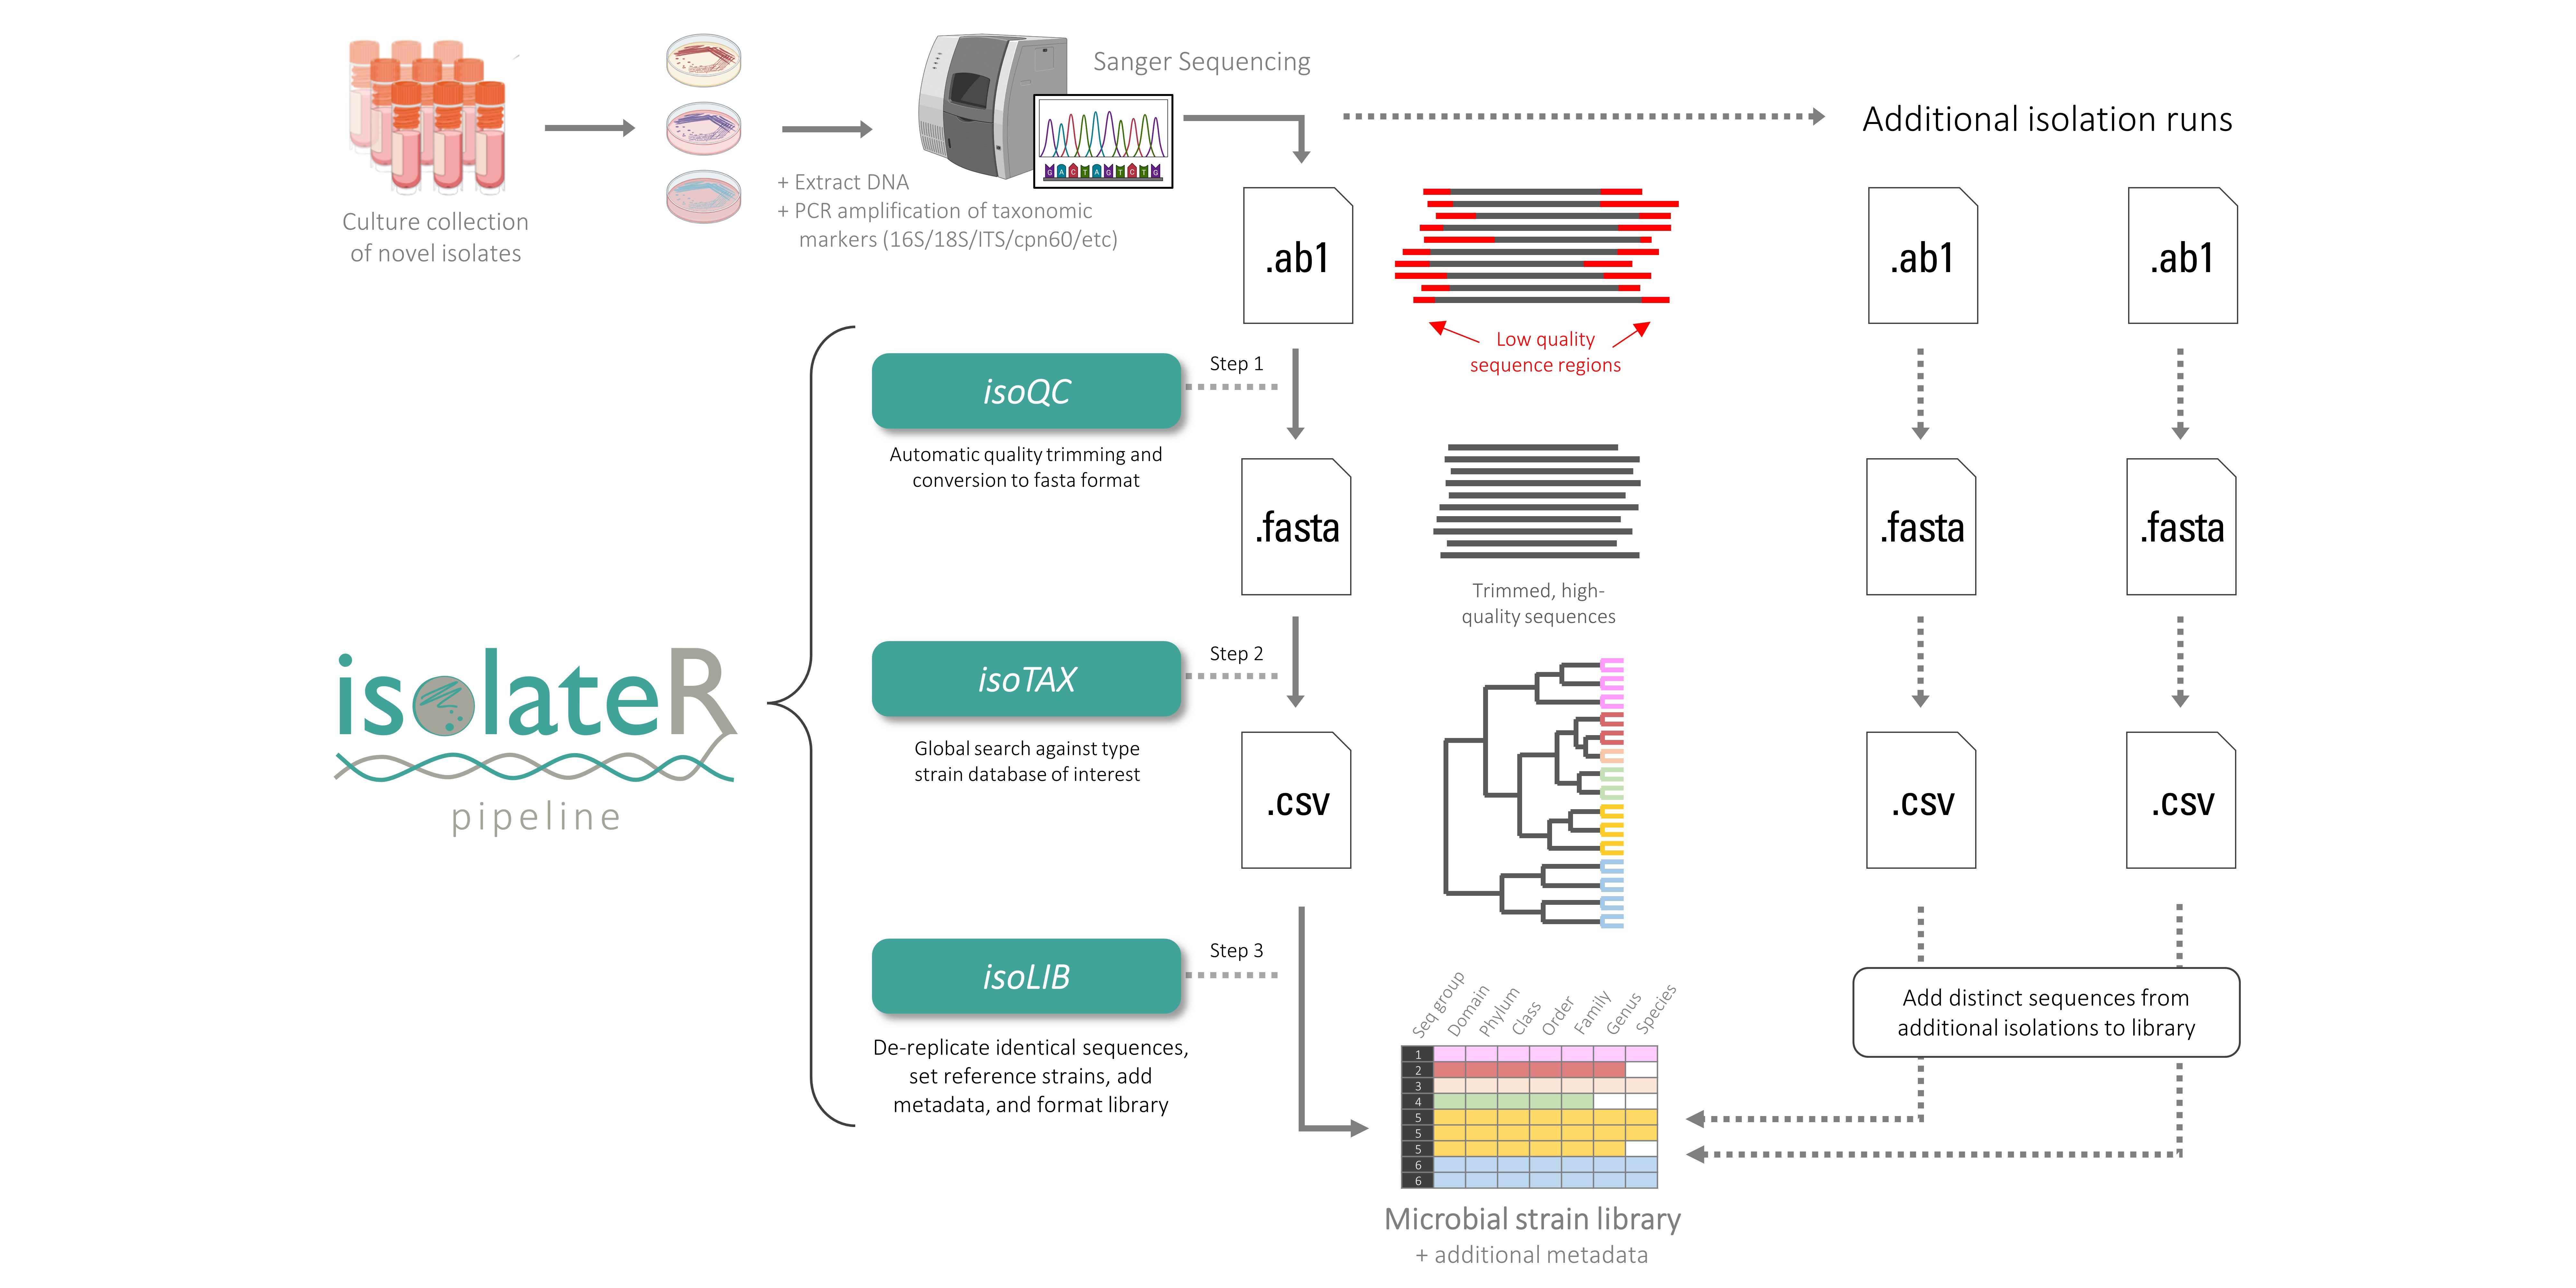 Sanger Sequencing
Additional isolation runs
G A C T A G T C T G
+ Extract DNA
+ PCR amplification of taxonomic
markers (16S/18S/ITS/cpn60/etc)
Culture collection
of novel isolates
.ab1
.ab1
.ab1
Low quality
sequence regions
isoQC
Step 1
Automatic quality trimming and
conversion to fasta format
.fasta
.fasta
.fasta
Trimmed, high-
quality sequences
isolateR
pipeline
isoTAX
Step 2
Global search against type
strain database of interest
.csv
.csv
.csv
isoLIB
Step 3
De-replicate identical sequences,
set reference strains, add
metadata, and format library
Seq group
Domain
Phylum
Class
Order
Family
Genus
Species
1
2
3
4
5
5
5
6
6
Add distinct sequences from
additional isolations to library
Microbial strain library
+ additional metadata